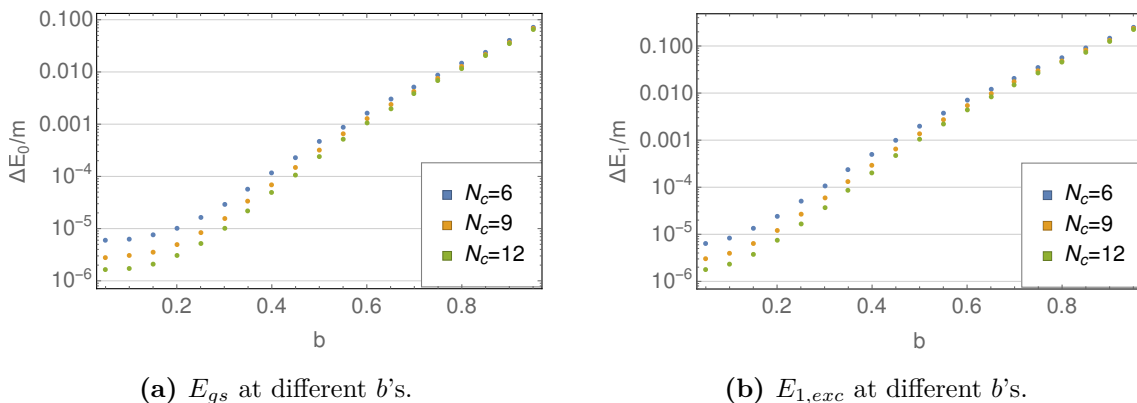 0.100
0.010
0.001
10⁻⁴
10⁻⁵
10⁻⁶
ΔE₀/m
0.2 0.4 0.6 0.8
b
N_c=6
N_c=9
N_c=12
(a) E_gs at different b's.
0.100
0.010
0.001
10⁻⁴
10⁻⁵
10⁻⁶
ΔE₁/m
0.2 0.4 0.6 0.8
b
N_c=6
N_c=9
N_c=12
(b) E_1,exc at different b's.